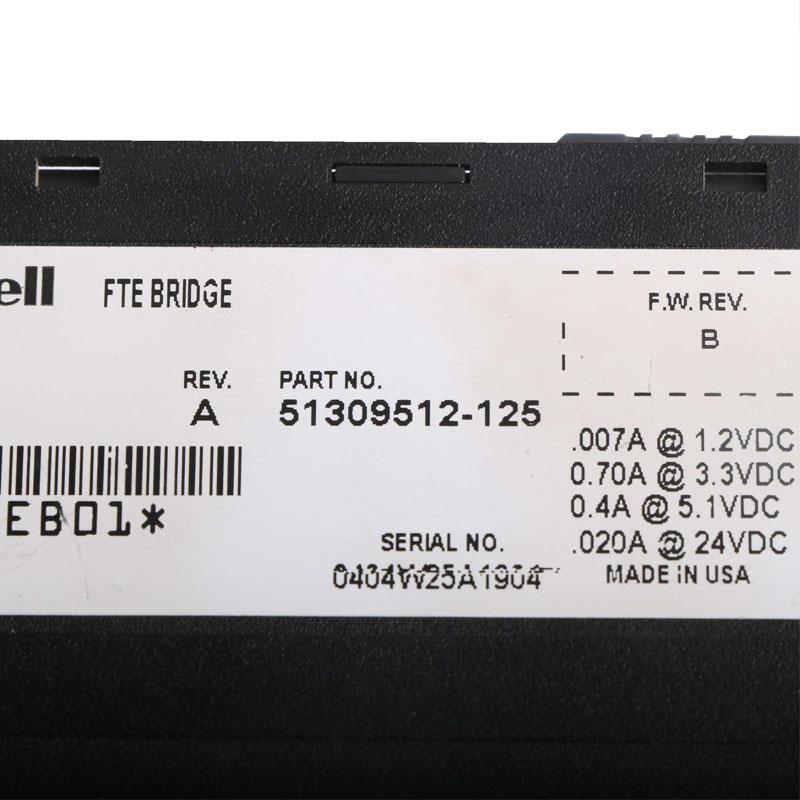 ell FTE BRIDGE
F.W. REV.
B
REV. PART NO.
A 51309512-125
.007A @ 1.2VDC
0.70A @ 3.3VDC
EB01*
0.4A @ 5.1VDC
SERIAL NO. .020A @ 24VDC
MADE IN USA